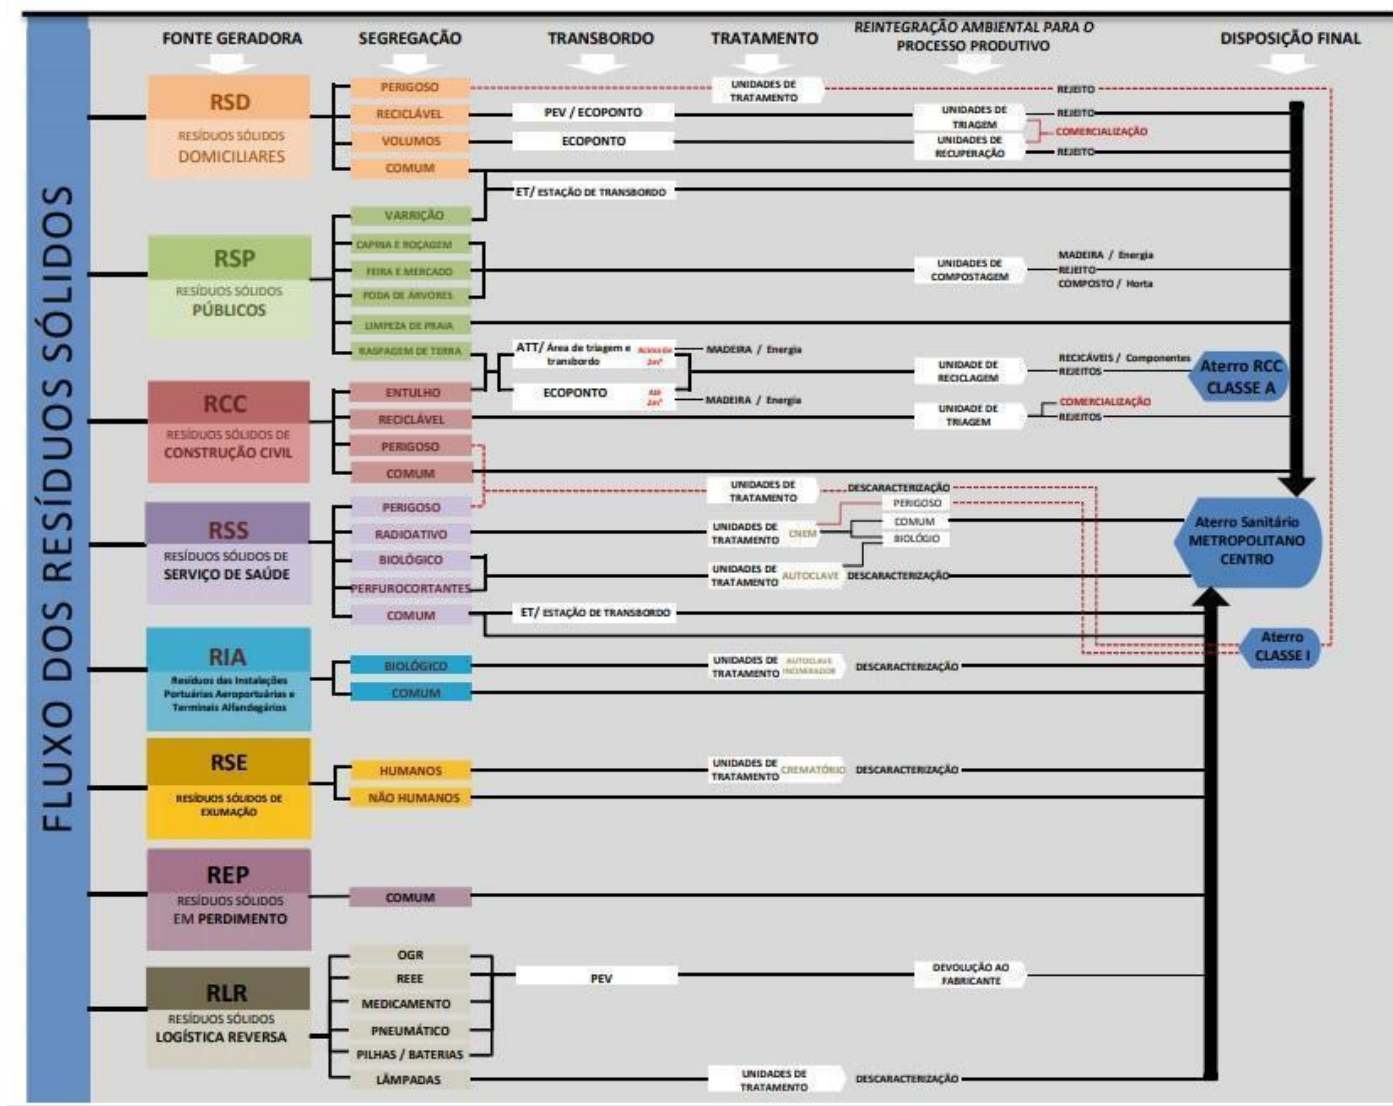 FLUXO DOS RESÍDUOS SÓLIDOS
FONTE GERADORA
SEGREGAÇÃO
TRANSBORDO
TRATAMENTO
REINTEGRAÇÃO AMBIENTAL PARA O
PROCESSO PRODUTIVO
DISPOSIÇÃO FINAL
RSD
RESÍDUOS SÓLIDOS
DOMICILIARES
PERIGOSO
RECICLÁVEL
VOLUMOS
COMUM
UNIDADES DE
TRATAMENTO
REJEITO
PEV / ECOPONTO
UNIDADES DE
TRIAGEM
REJEITO
COMERCIALIZAÇÃO
ECOPONTO
UNIDADES DE
RECUPERAÇÃO
REJEITO
ET/ ESTAÇÃO DE TRANSBORDO
RSP
RESÍDUOS SÓLIDOS
PÚBLICOS
VARRIÇÃO
CAPINA E ROÇAGEM
FEIRA E MERCADO
PODA DE ÁRVORES
LIMPEZA DE PRAIA
RASPAGEM DE TERRA
UNIDADES DE
COMPOSTAGEM
MADEIRA / Energia
REJEITO
COMPOSTO / Horta
ATT/ Área de triagem e
transbordo
Acima de
2m³
MADEIRA / Energia
ECOPONTO
Até
2m³
MADEIRA / Energia
UNIDADE DE
RECICLAGEM
RECICÁVEIS / Componentes
REJEITOS
Aterro RCC
CLASSE A
RCC
RESÍDUOS SÓLIDOS DE
CONSTRUÇÃO CIVIL
ENTULHO
RECICLÁVEL
PERIGOSO
COMUM
UNIDADE DE
TRIAGEM
COMERCIALIZAÇÃO
REJEITOS
UNIDADES DE
TRATAMENTO
DESCARACTERIZAÇÃO
RSS
RESÍDUOS SÓLIDOS DE
SERVIÇO DE SAÚDE
PERIGOSO
RADIOATIVO
BIOLÓGICO
PERFUROCORTANTES
COMUM
UNIDADES DE
TRATAMENTO
CNEM
PERIGOSO
COMUM
BIOLÓGIO
UNIDADES DE
TRATAMENTO
AUTOCLAVE
DESCARACTERIZAÇÃO
ET/ ESTAÇÃO DE TRANSBORDO
Aterro Sanitário
METROPOLITANO
CENTRO
Aterro
CLASSE I
RIA
Resíduos das Instalações
Portuárias Aeroportuárias e
Terminais Alfandegários
BIOLÓGICO
COMUM
UNIDADES DE
TRATAMENTO
AUTOCLAVE
INCINERADOR
DESCARACTERIZAÇÃO
RSE
RESÍDUOS SÓLIDOS DE
EXUMAÇÃO
HUMANOS
NÃO HUMANOS
UNIDADES DE
TRATAMENTO
CREMATÓRIO
DESCARACTERIZAÇÃO
REP
RESÍDUOS SÓLIDOS
EM PERDIMENTO
COMUM
RLR
RESÍDUOS SÓLIDOS
LOGÍSTICA REVERSA
OGR
REEE
MEDICAMENTO
PNEUMÁTICO
PILHAS / BATERIAS
LÂMPADAS
PEV
DEVOLUÇÃO AO
FABRICANTE
UNIDADES DE
TRATAMENTO
DESCARACTERIZAÇÃO